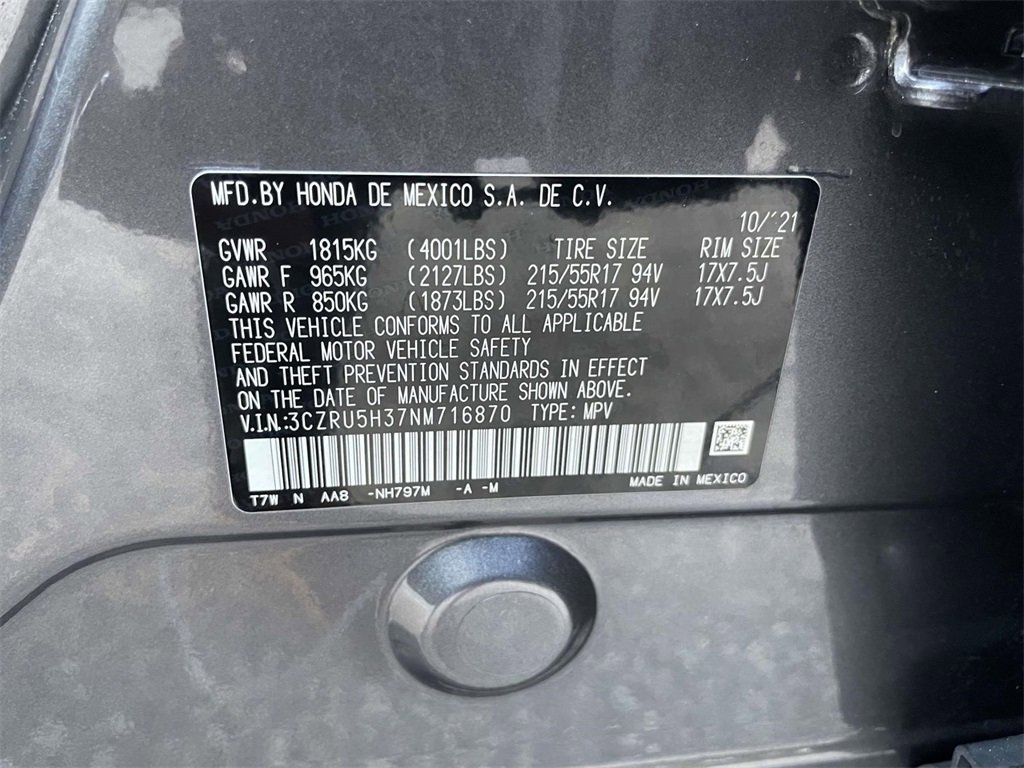 MFD.BY HONDA DE MEXICO S.A. DE C.V.
10/'21
GVWR 1815KG (4001LBS) TIRE SIZE RIM SIZE
GAWR F 965KG (2127LBS) 215/55R17 94V 17X7.5J
GAWR R 850KG (1873LBS) 215/55R17 94V 17X7.5J
THIS VEHICLE CONFORMS TO ALL APPLICABLE
FEDERAL MOTOR VEHICLE SAFETY
AND THEFT PREVENTION STANDARDS IN EFFECT
ON THE DATE OF MANUFACTURE SHOWN ABOVE.
V.I.N:3CZRU5H37NM716870 TYPE: MPV
T7W N AA8 -NH797M -A -M MADE IN MEXICO